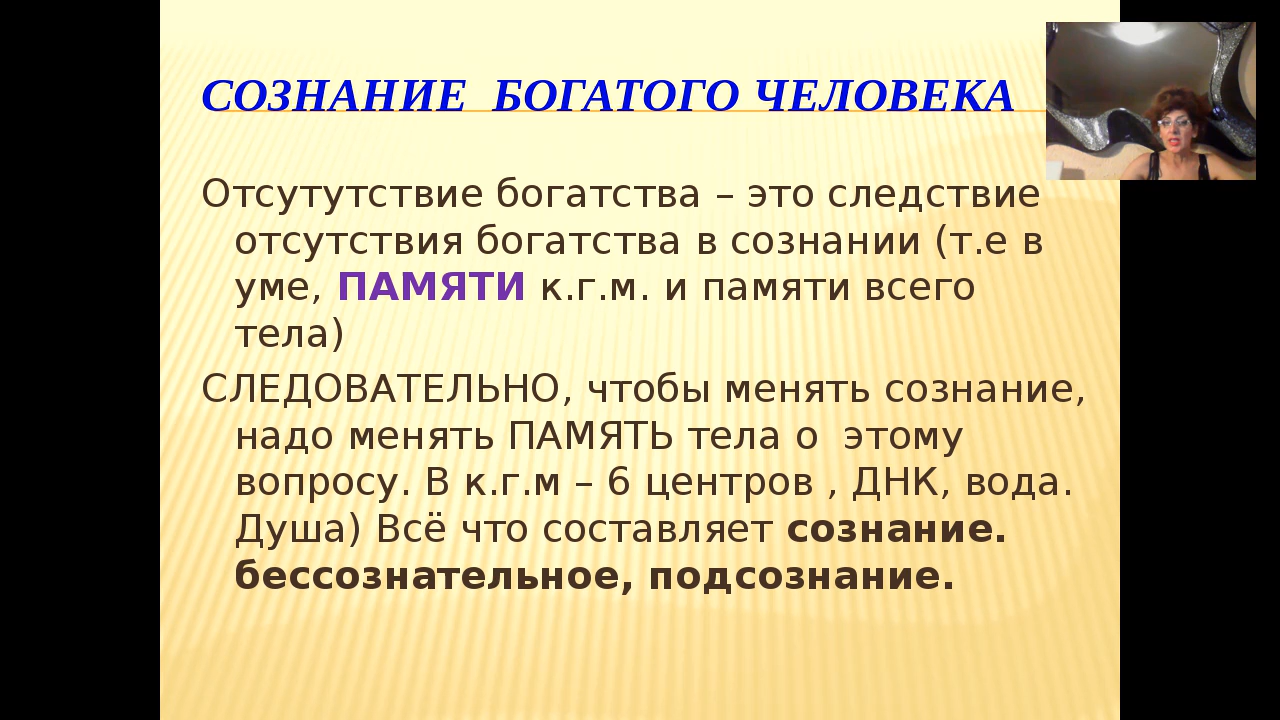 СОЗНАНИЕ БОГАТОГО ЧЕЛОВЕКА
Отсутутствие богатства – это следствие
отсутствия богатства в сознании (т.е в
уме, ПАМЯТИ к.г.м. и памяти всего
тела)
СЛЕДОВАТЕЛЬНО, чтобы менять сознание,
надо менять ПАМЯТЬ тела о этому
вопросу. В к.г.м – 6 центров , ДНК, вода.
Душа) Всё что составляет сознание.
бессознательное, подсознание.